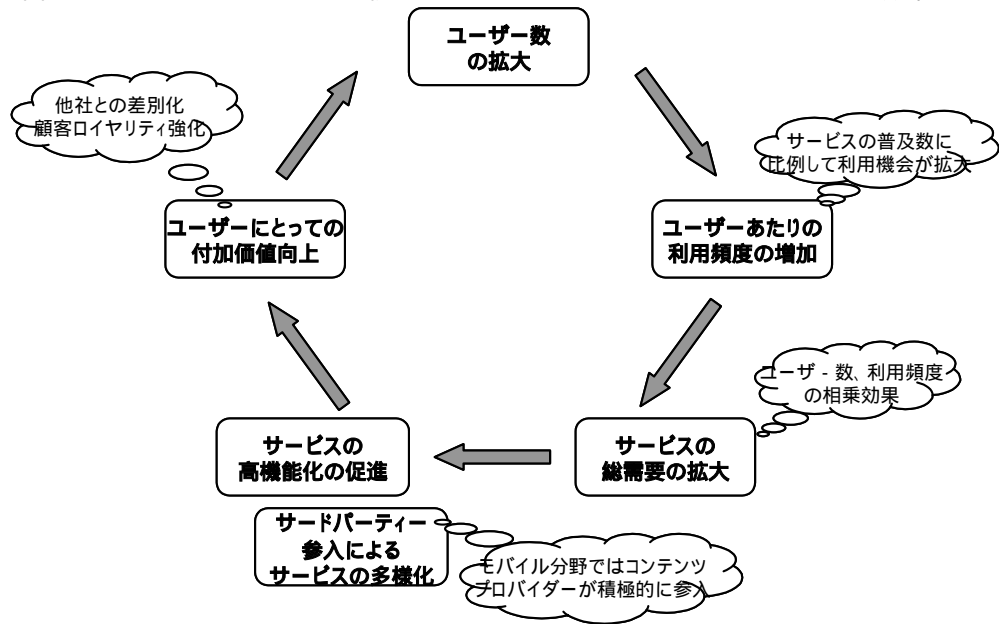 ユーザー数
の拡大
他社との差別化
顧客ロイヤリティ強化
サービスの普及数に
比例して利用機会が拡大
ユーザーにとっての
付加価値向上
ユーザーあたりの
利用頻度の増加
ユーザ - 数、利用頻度
の相乗効果
サービスの
高機能化の促進
サービスの
総需要の拡大
サードパーティー
参入による
サービスの多様化
モバイル分野ではコンテンツ
プロバイダーが積極的に参入